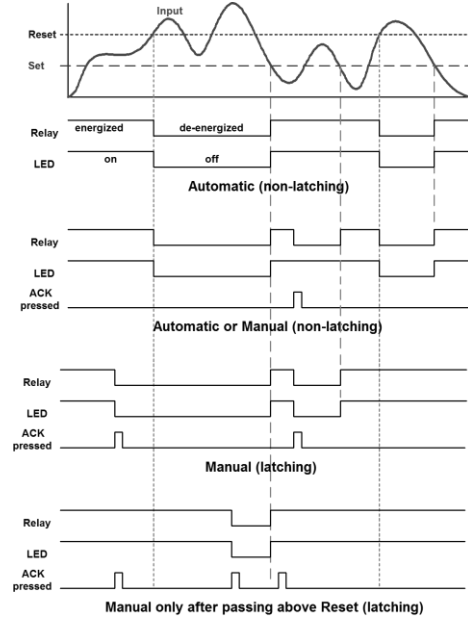 Input
Reset
Set
energized
de-energized
Relay
on
off
LED
Automatic (non-latching)
Relay
LED
ACK
pressed
Automatic or Manual (non-latching)
Relay
LED
ACK
pressed
Manual (latching)
Relay
LED
ACK
pressed
Manual only after passing above Reset (latching)